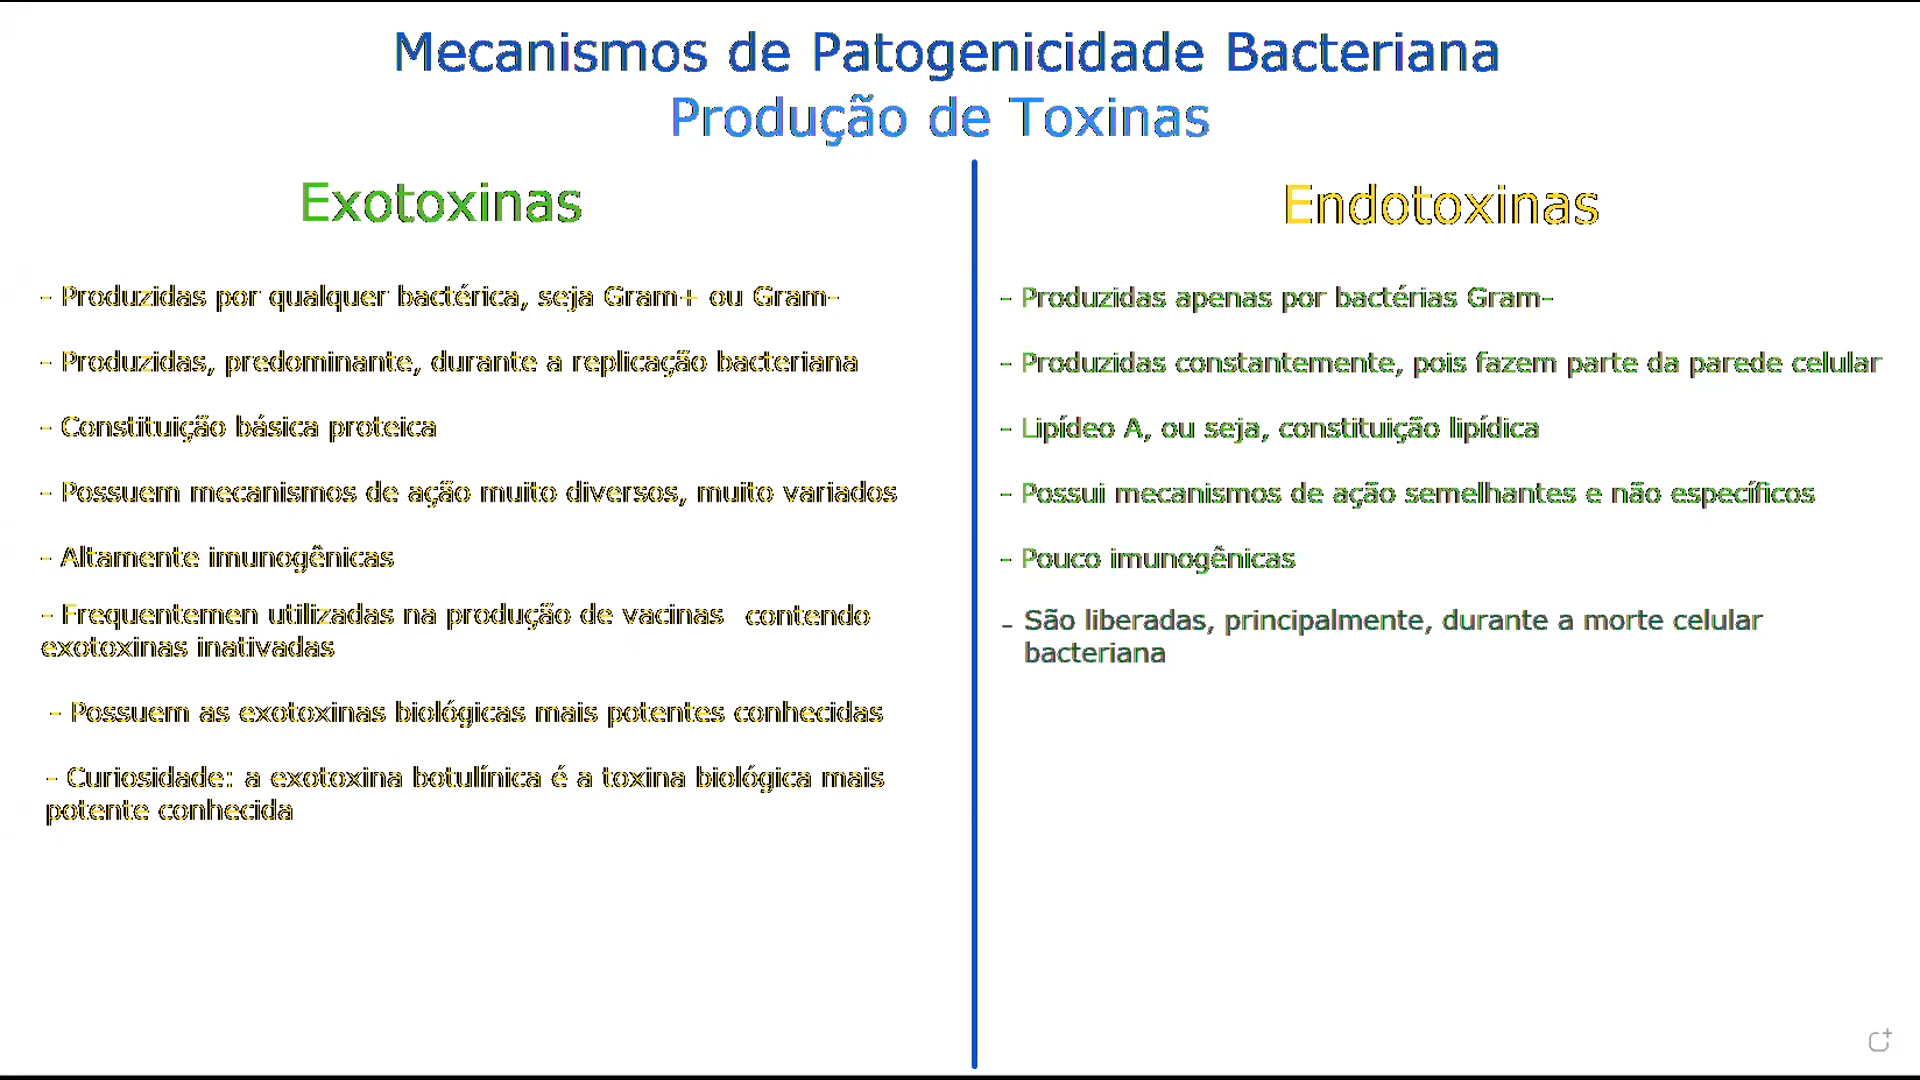 Mecanismos de Patogenicidade Bacteriana
Produção de Toxinas
Exotoxinas
- Produzidas por qualquer bactérica, seja Gram+ ou Gram-
- Produzidas, predominante, durante a replicação bacteriana
- Constituição básica proteica
- Possuem mecanismos de ação muito diversos, muito variados
- Altamente imunogênicas
- Frequentemen utilizadas na produção de vacinas contendo
exotoxinas inativadas
- Possuem as exotoxinas biológicas mais potentes conhecidas
- Curiosidade: a exotoxina botulínica é a toxina biológica mais
potente conhecida
Endotoxinas
- Produzidas apenas por bactérias Gram-
- Produzidas constantemente, pois fazem parte da parede celular
- Lipídeo A, ou seja, constituição lipídica
- Possui mecanismos de ação semelhantes e não específicos
- Pouco imunogênicas
- São liberadas, principalmente, durante a morte celular
bacteriana